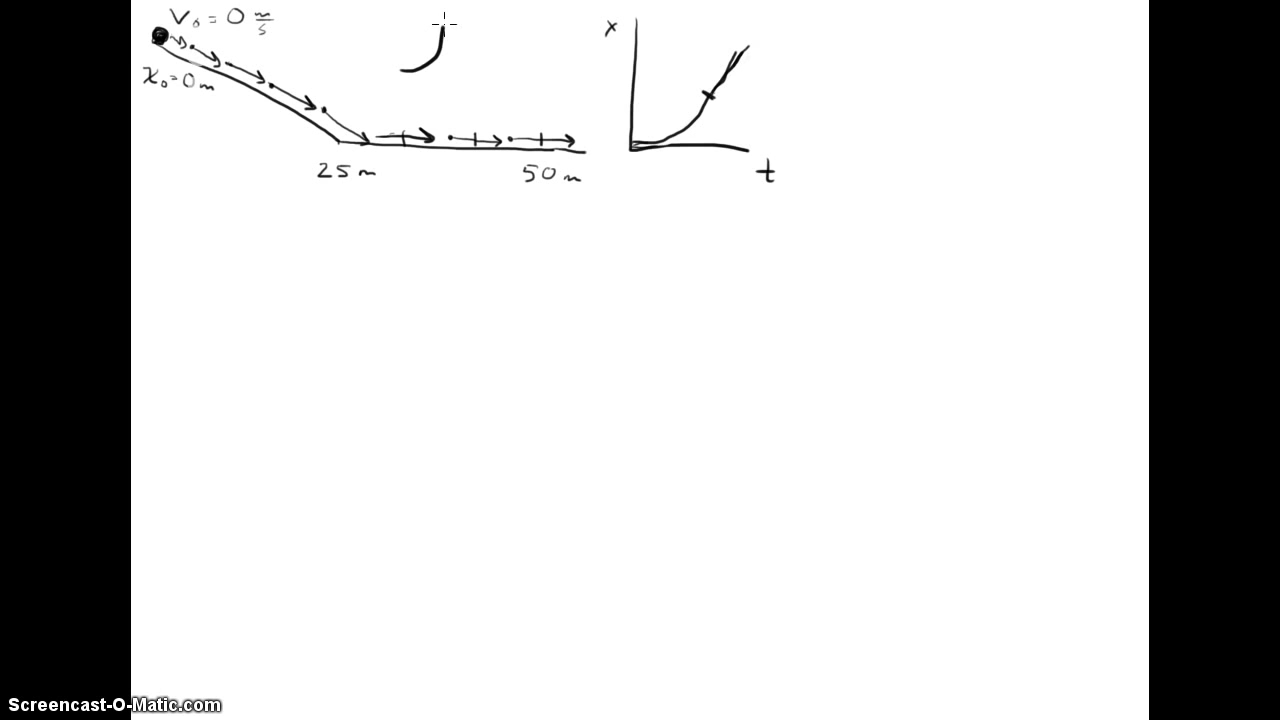 V₀ = 0 m/s
x₀ = 0 m
25 m
50 m
x
t
Screencast-O-Matic.com